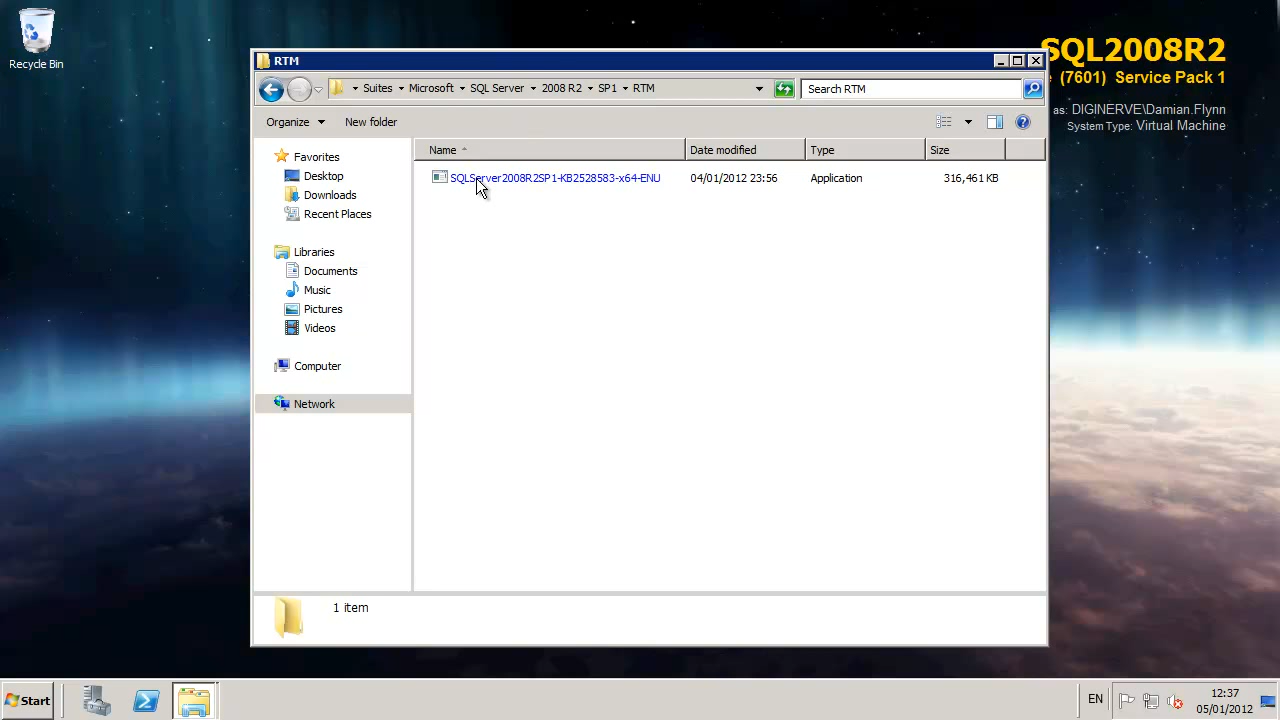 Recycle Bin
SQL2008R2
(7601) Service Pack 1
as: DIGINERVE\Damian.Flynn
System Type: Virtual Machine
RTM
Suites Microsoft SQL Server 2008 R2 SP1 RTM
Search RTM
Organize New folder
Name Date modified Type Size
SQLServer2008R2SP1-KB2528583-x64-ENU 04/01/2012 23:56 Application 316,461 KB
Favorites
Desktop
Downloads
Recent Places
Libraries
Documents
Music
Pictures
Videos
Computer
Network
1 item
Start
EN
12:37
05/01/2012